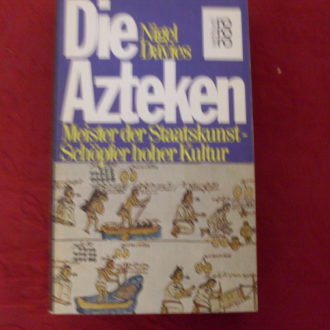 Die
Nigel
Davies
Azteken
Meister der Staatskunst -
Schöpfer hoher Kultur